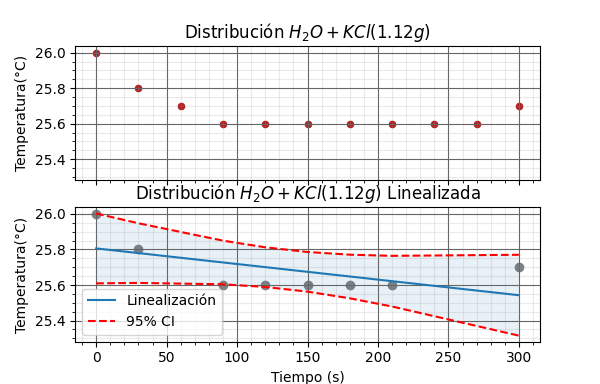 Distribución H₂O + KCl(1.12g)
Temperatura(°C)
26.0
25.8
25.6
25.4
Distribución H₂O + KCl(1.12g) Linealizada
Temperatura(°C)
26.0
25.8
25.6
25.4
Linealización
95% CI
0 50 100 150 200 250 300
Tiempo (s)